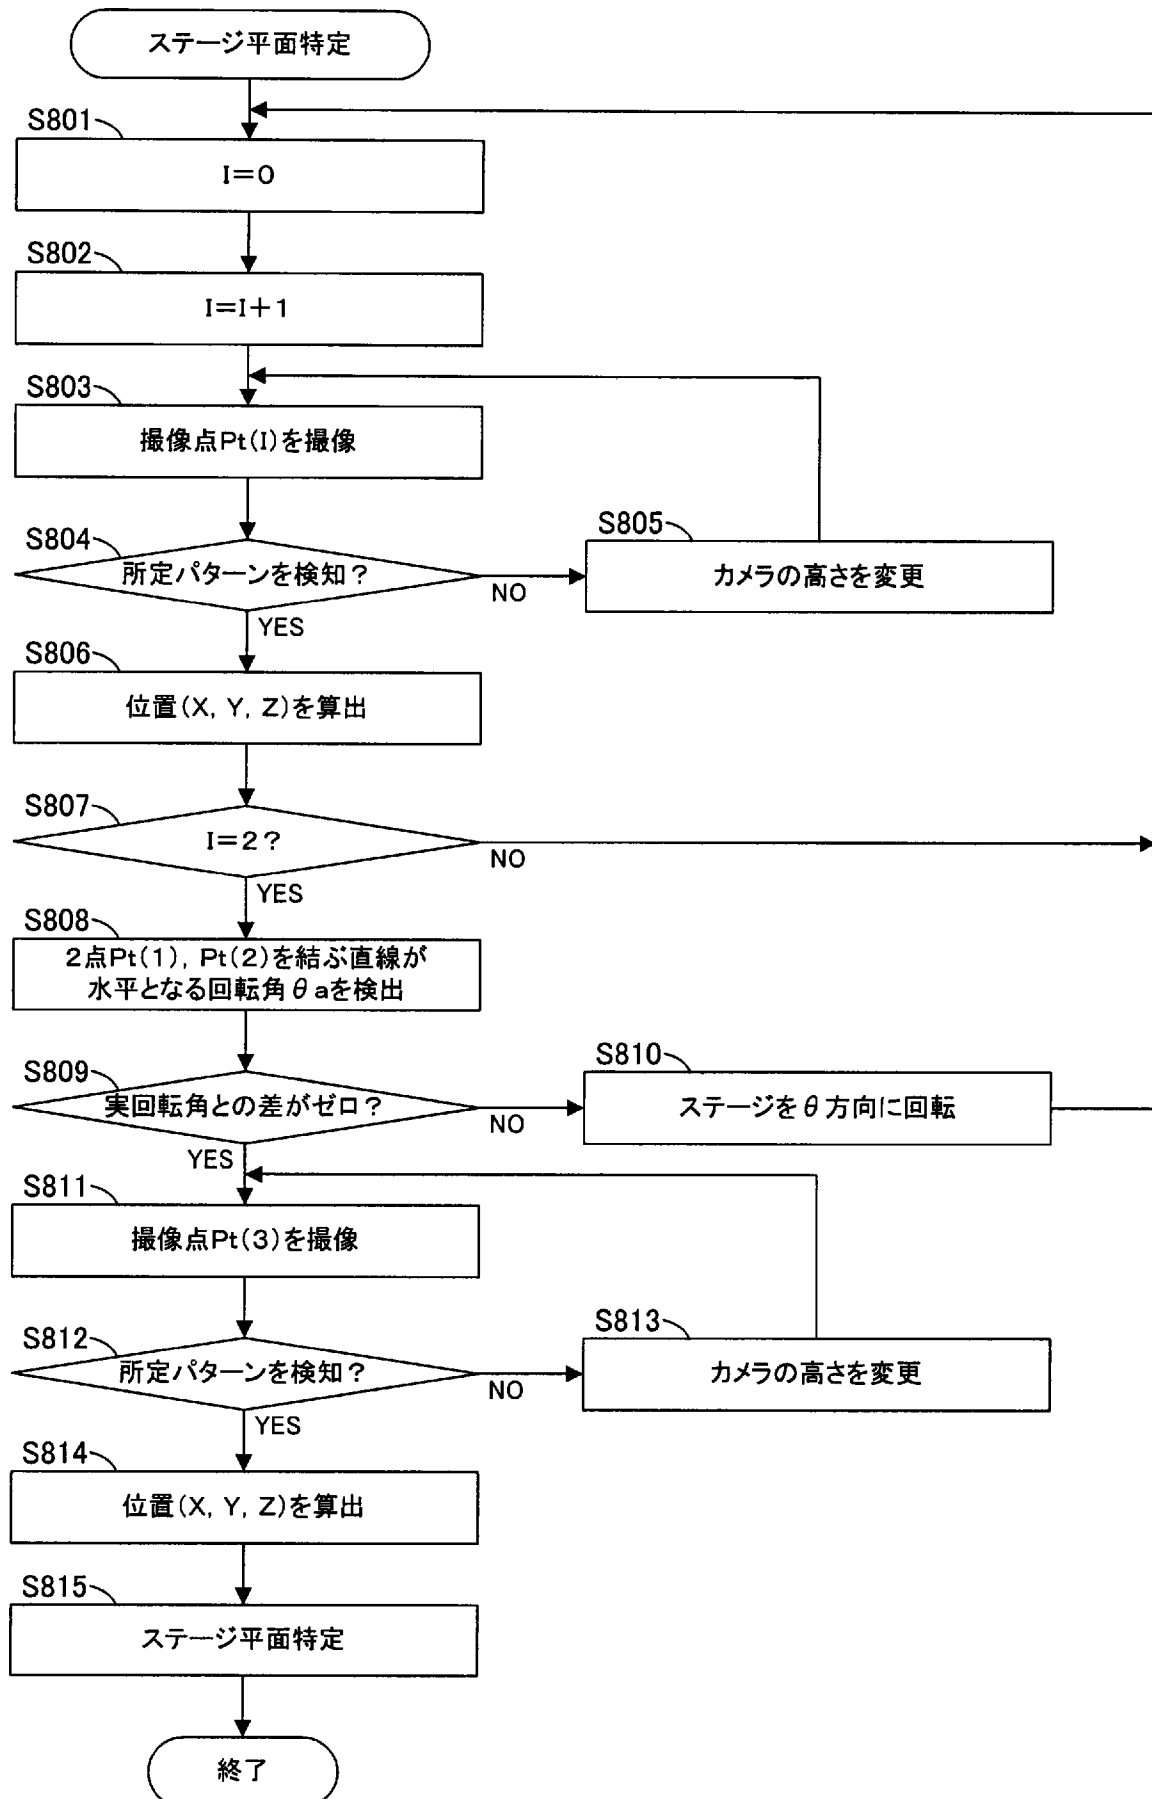 ステージ平面特定
S801
I=0
S802
I=I+1
S803
撮像点Pt(I)を撮像
S804
所定パターンを検知?
NO
S805
カメラの高さを変更
YES
S806
位置(X, Y, Z)を算出
S807
I=2?
NO
YES
S808
2点Pt(1), Pt(2)を結ぶ直線が
水平となる回転角θaを検出
S809
実回転角との差がゼロ?
NO
S810
ステージをθ方向に回転
YES
S811
撮像点Pt(3)を撮像
S812
所定パターンを検知?
NO
S813
カメラの高さを変更
YES
S814
位置(X, Y, Z)を算出
S815
ステージ平面特定
終了